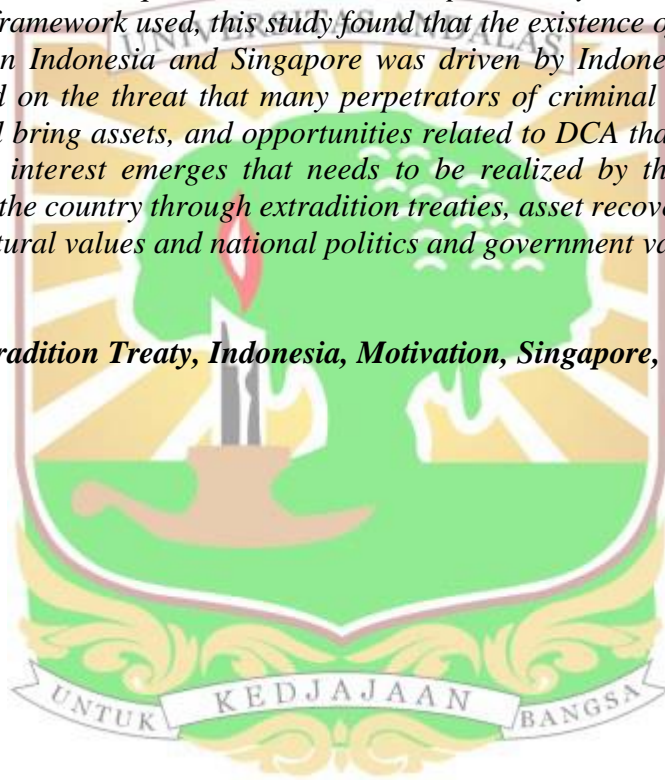 framework used, this study found that the existence o
n Indonesia and Singapore was driven by Indone
d on the threat that many perpetrators of criminal
l bring assets, and opportunities related to DCA tha
interest emerges that needs to be realized by th
the country through extradition treaties, asset recove
tural values and national politics and government va
radition Treaty, Indonesia, Motivation, Singapore,
UNIVERSITAS ANDALAS
UNTUK KEDJAJAAN BANGSA